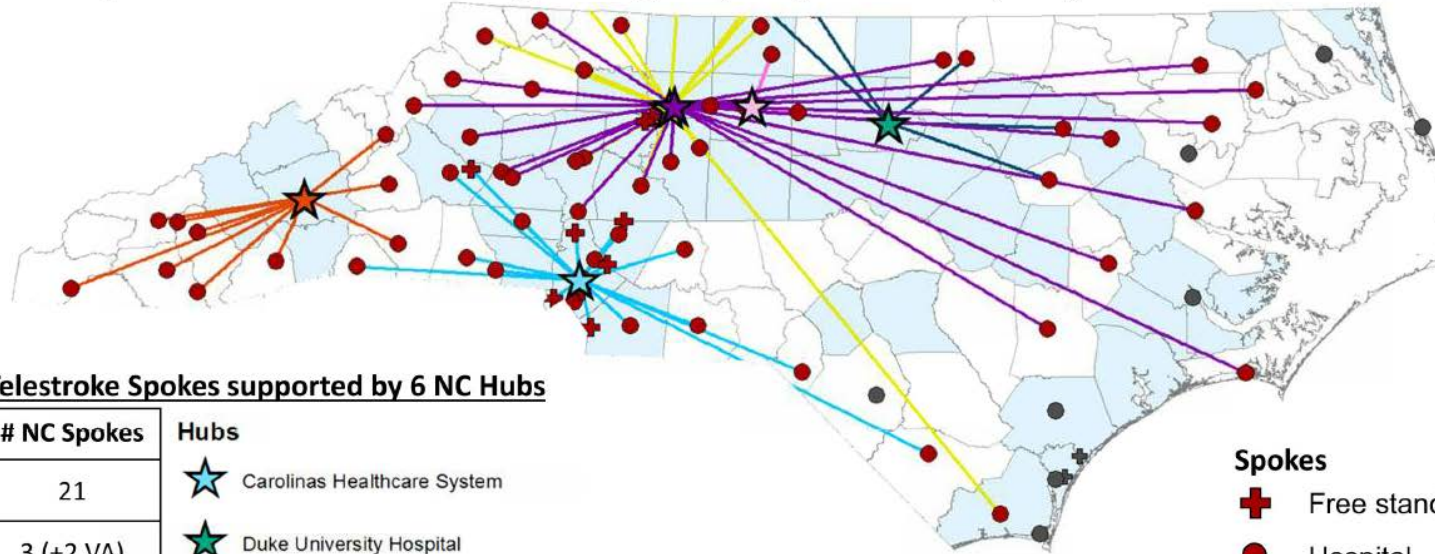 Telestroke Spokes supported by 6 NC Hubs
# NC Spokes
21
3 (+2 VA)
Hubs
Carolinas Healthcare System
Duke University Hospital
Spokes
Free stand
Hospital